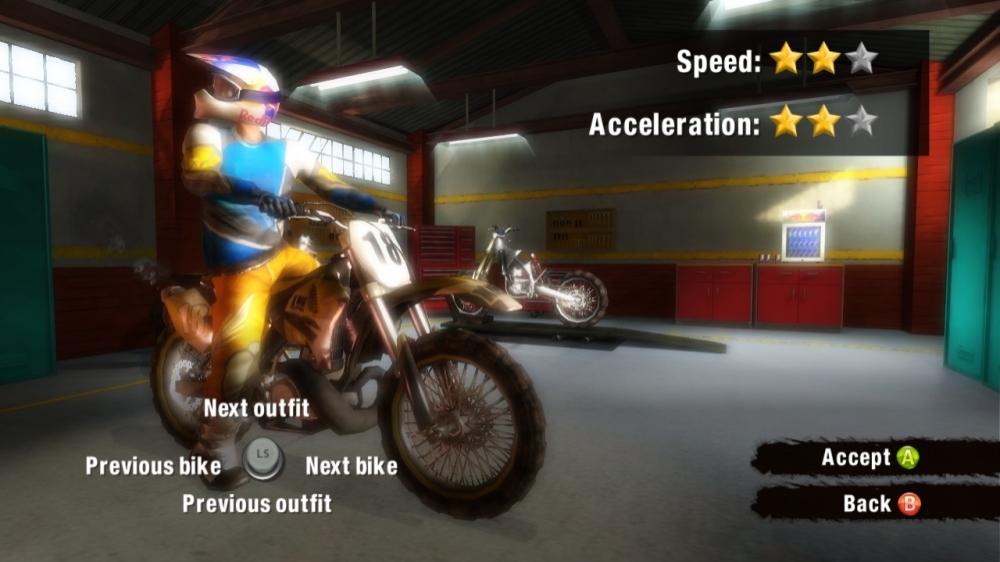 Speed:
Acceleration:
18
Next outfit
LS
Previous bike
Next bike
Previous outfit
Accept A
Back B